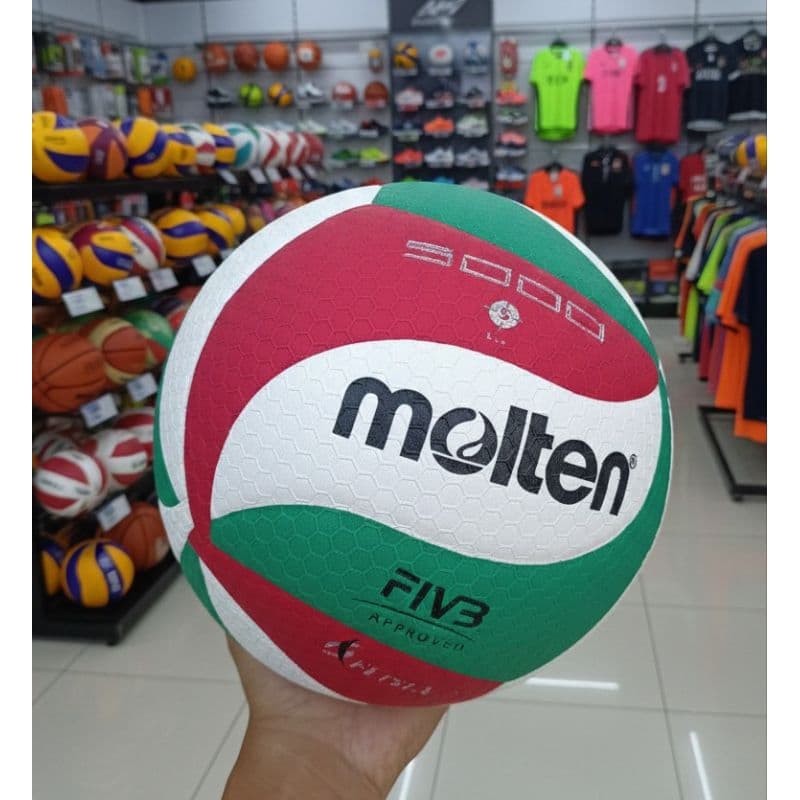 5000
molten®
FIVB
APPROVED